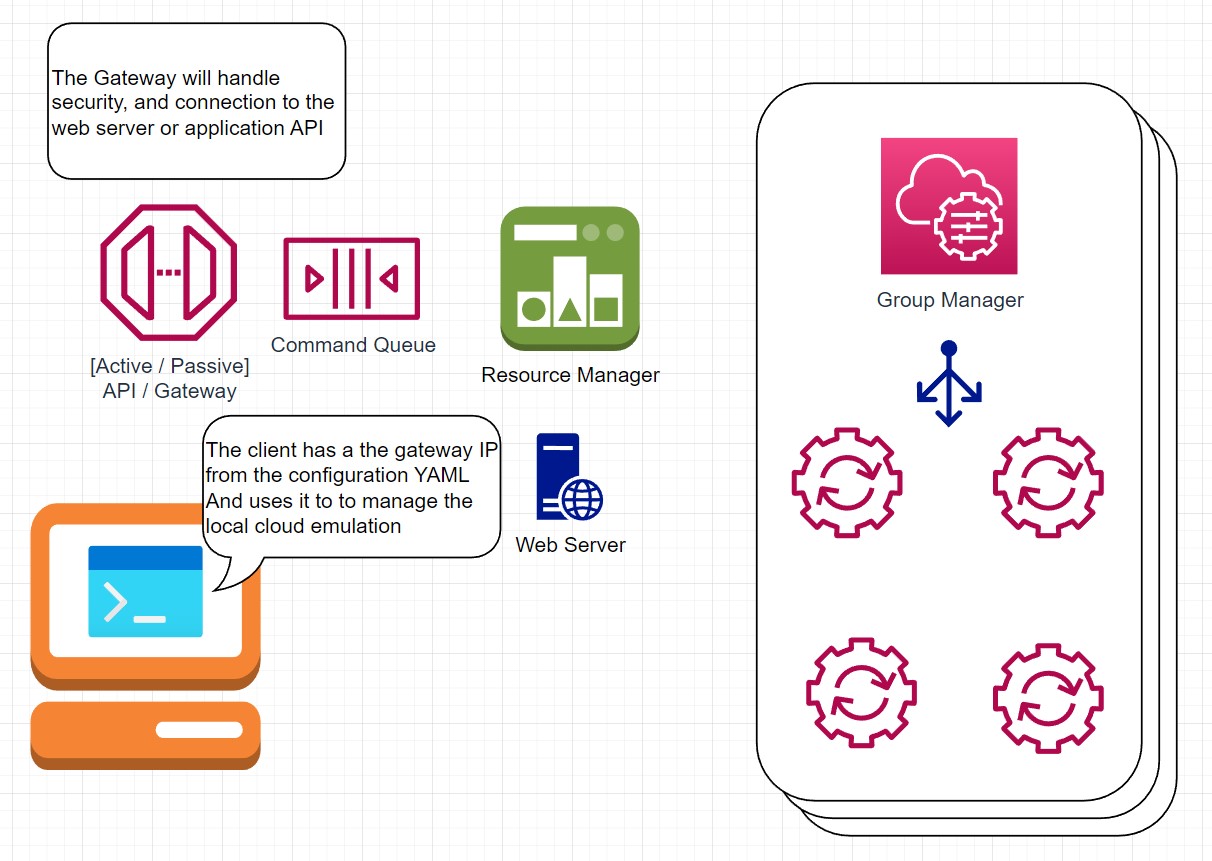 The Gateway will handle
security, and connection to the
web server or application API
[Active / Passive]
API / Gateway
Command Queue
Resource Manager
Group Manager
The client has a the gateway IP
from the configuration YAML
And uses it to to manage the
local cloud emulation
Web Server